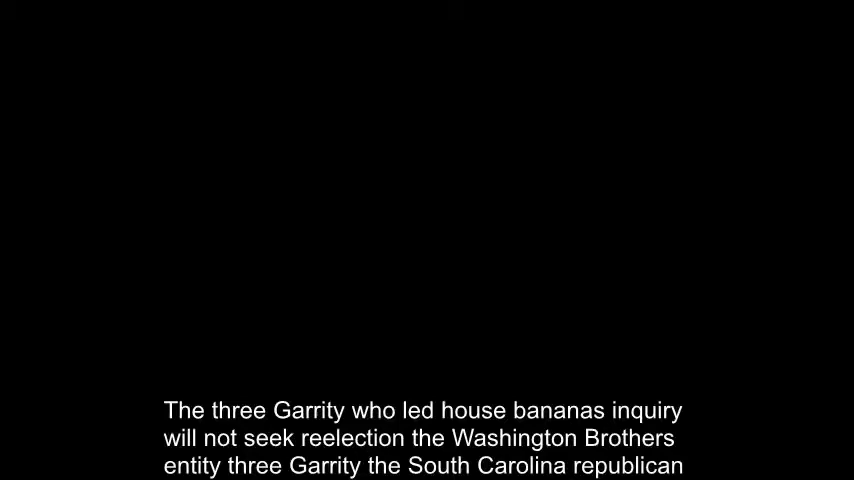 The three Garrity who led house bananas inquiry
will not seek reelection the Washington Brothers
entity three Garrity the South Carolina republican